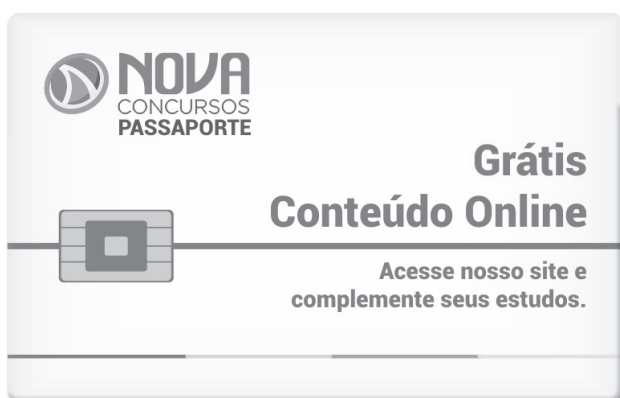 NOVA
CONCURSOS
PASSAPORTE
Grátis
Conteúdo Online
Acesse nosso site e
complemente seus estudos.